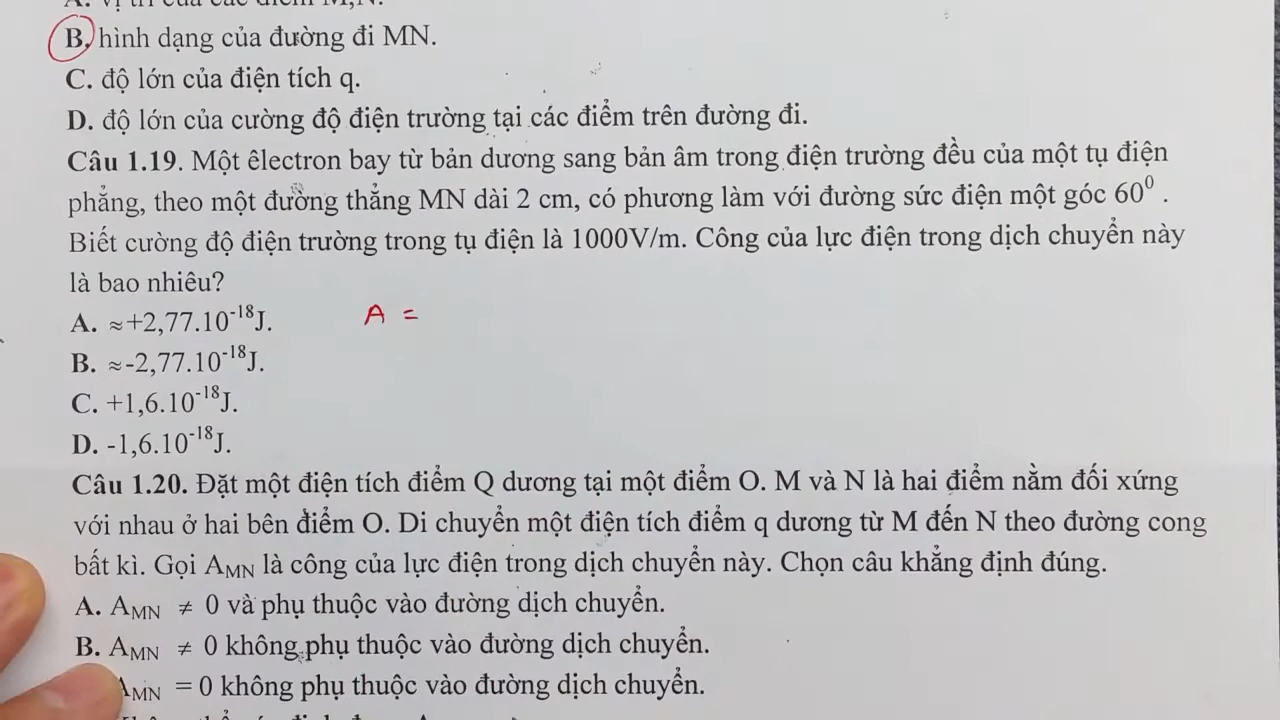 A. vị trí của các điểm M,N.
B. hình dạng của đường đi MN.
C. độ lớn của điện tích q.
D. độ lớn của cường độ điện trường tại các điểm trên đường đi.
Câu 1.19. Một êlectron bay từ bản dương sang bản âm trong điện trường đều của một tụ điện
phẳng, theo một đường thẳng MN dài 2 cm, có phương làm với đường sức điện một góc 60⁰ .
Biết cường độ điện trường trong tụ điện là 1000V/m. Công của lực điện trong dịch chuyển này
là bao nhiêu?
A. ≈+2,77.10⁻¹⁸J. A =
B. ≈-2,77.10⁻¹⁸J.
C. +1,6.10⁻¹⁸J.
D. -1,6.10⁻¹⁸J.
Câu 1.20. Đặt một điện tích điểm Q dương tại một điểm O. M và N là hai điểm nằm đối xứng
với nhau ở hai bên điểm O. Di chuyển một điện tích điểm q dương từ M đến N theo đường cong
bất kì. Gọi AMN là công của lực điện trong dịch chuyển này. Chọn câu khẳng định đúng.
A. AMN ≠ 0 và phụ thuộc vào đường dịch chuyển.
B. AMN ≠ 0 không phụ thuộc vào đường dịch chuyển.
AMN = 0 không phụ thuộc vào đường dịch chuyển.